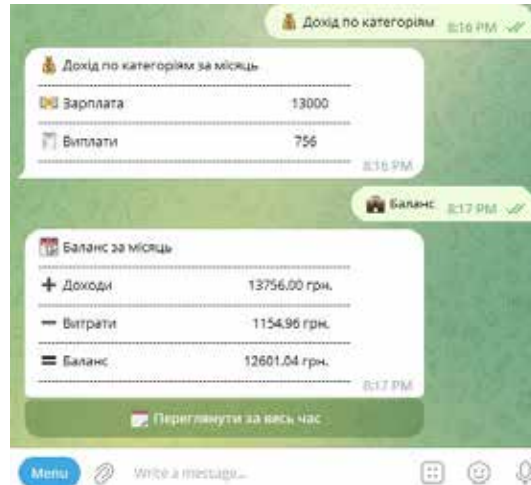 Дохід по категоріям 8:16 PM
Дохід по категоріям за місяць
Зарплата 13000
Виплати 756
8:16 PM
Баланс 8:17 PM
Баланс за місяць
+ Доходи 13756.00 грн.
— Витрати 1154.96 грн.
= Баланс 12601.04 грн.
8:17 PM
Переглянути за весь час
Menu Write a message...